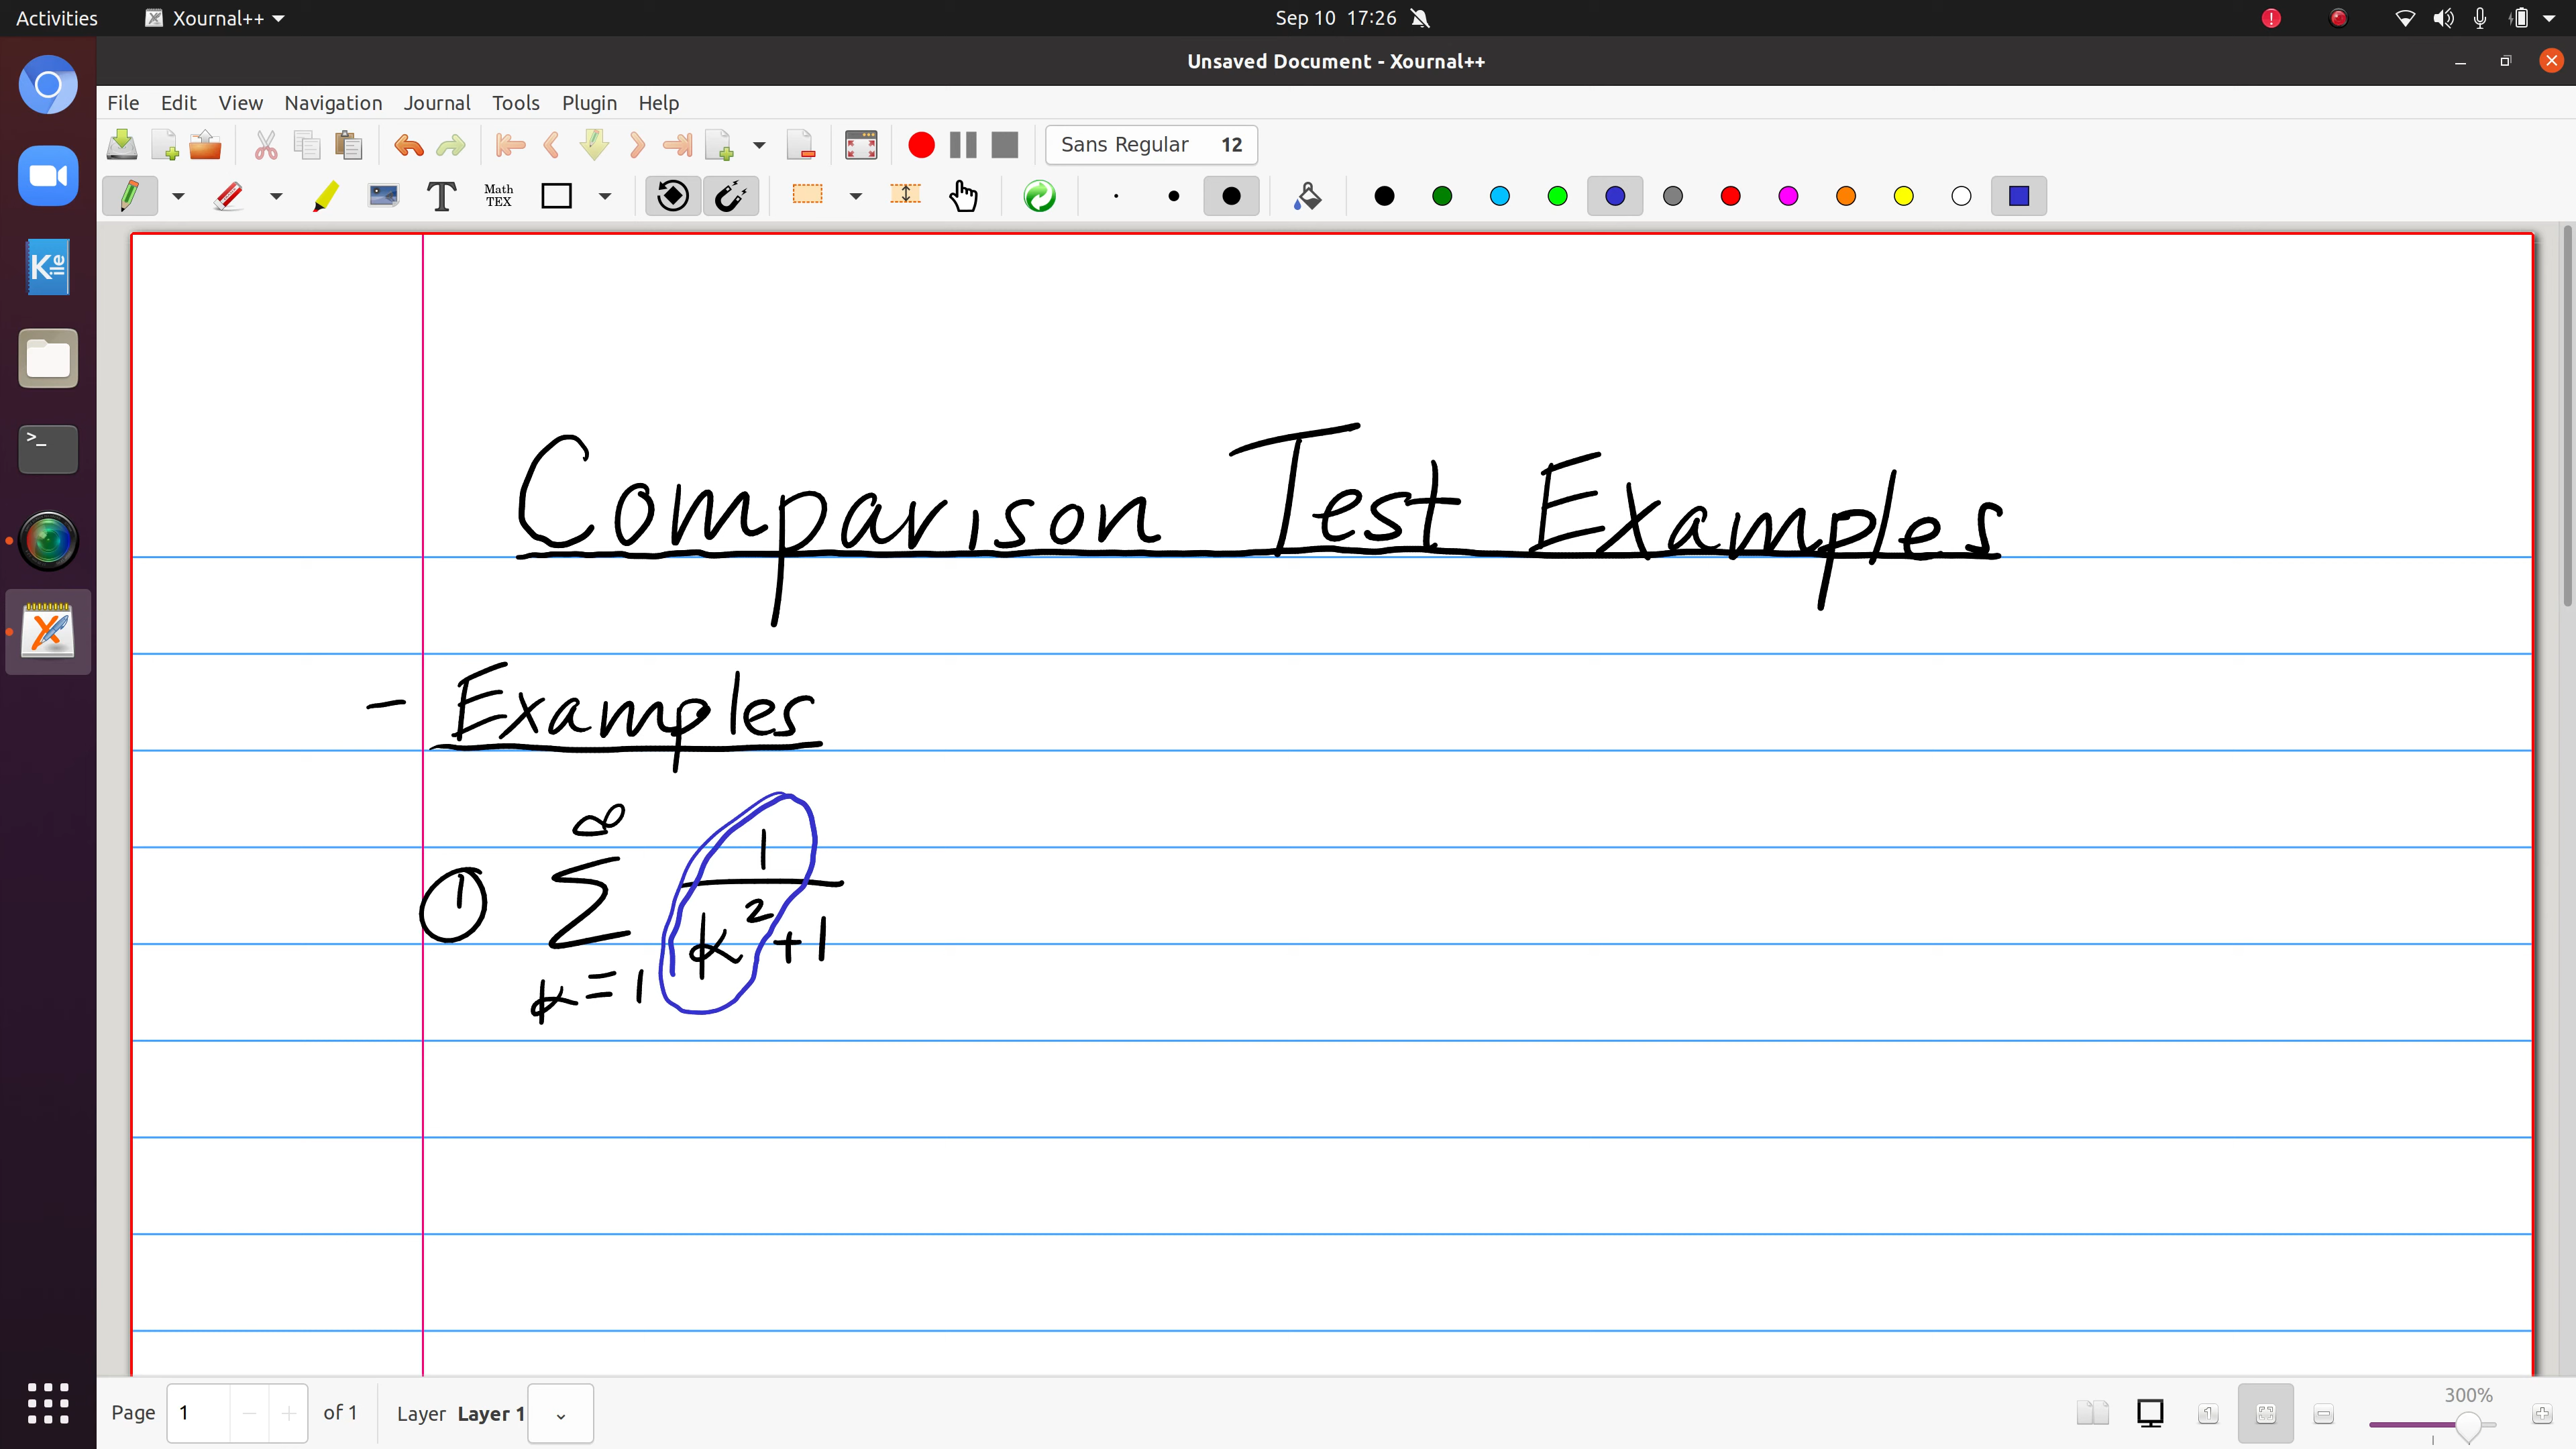 Activities Xournal++ Sep 10 17:26
Unsaved Document - Xournal++
File Edit View Navigation Journal Tools Plugin Help
Sans Regular 12
Math TEX
Kile
>_
Comparison Test Examples
- Examples
① ∞ ∑ k=1 1/(k²+1)
Page 1 of 1 Layer Layer 1 300%